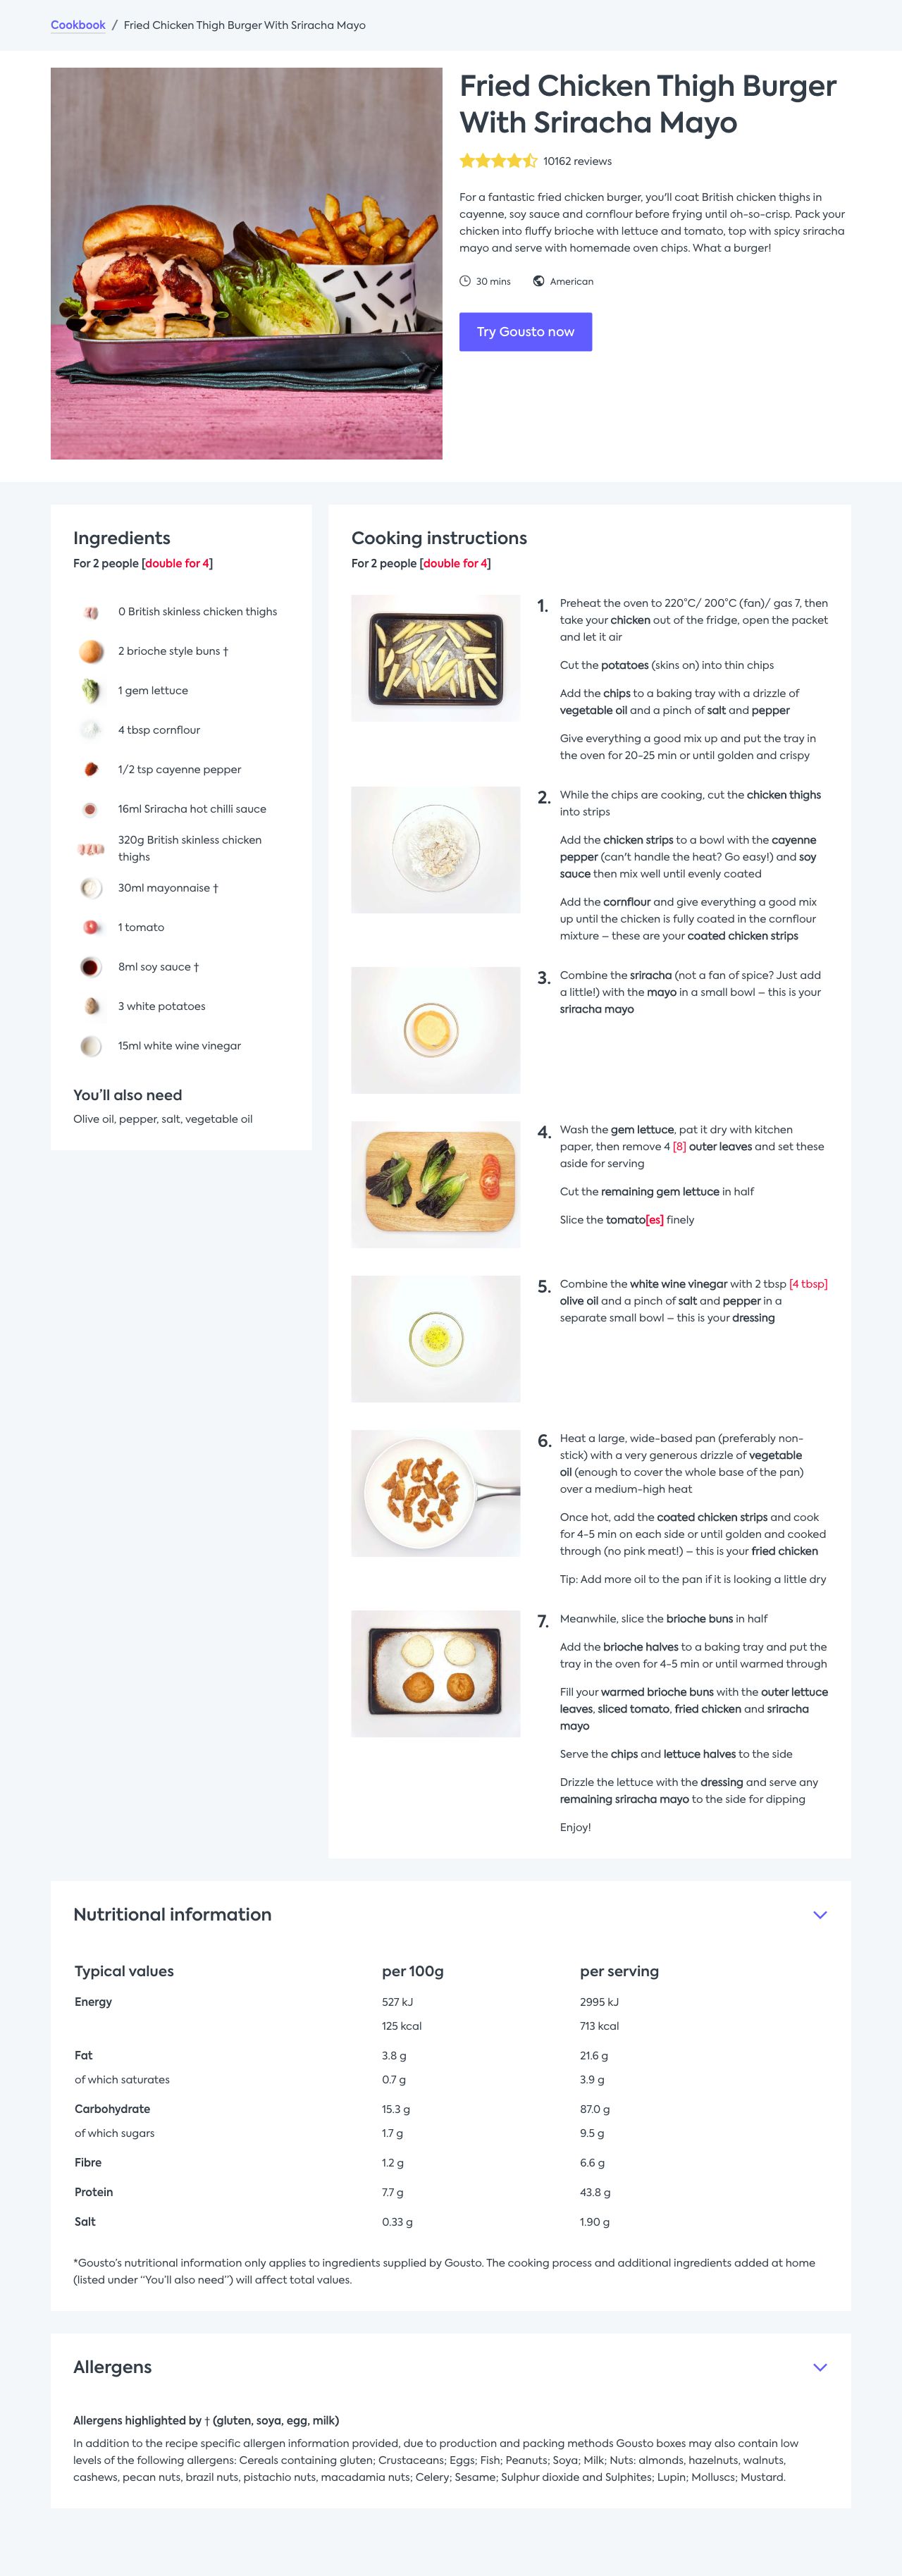 Cookbook / Fried Chicken Thigh Burger With Sriracha Mayo
Fried Chicken Thigh Burger
With Sriracha Mayo
10162 reviews
For a fantastic fried chicken burger, you'll coat British chicken thighs in
cayenne, soy sauce and cornflour before frying until oh-so-crisp. Pack your
chicken into fluffy brioche with lettuce and tomato, top with spicy sriracha
mayo and serve with homemade oven chips. What a burger!
30 mins American
Try Gousto now
Ingredients
For 2 people [double for 4]
0 British skinless chicken thighs
2 brioche style buns †
1 gem lettuce
4 tbsp cornflour
1/2 tsp cayenne pepper
16ml Sriracha hot chilli sauce
320g British skinless chicken
thighs
30ml mayonnaise †
1 tomato
8ml soy sauce †
3 white potatoes
15ml white wine vinegar
You'll also need
Olive oil, pepper, salt, vegetable oil
Cooking instructions
For 2 people [double for 4]
1. Preheat the oven to 220°C/ 200°C (fan)/ gas 7, then
take your chicken out of the fridge, open the packet
and let it air
Cut the potatoes (skins on) into thin chips
Add the chips to a baking tray with a drizzle of
vegetable oil and a pinch of salt and pepper
Give everything a good mix up and put the tray in
the oven for 20-25 min or until golden and crispy
2. While the chips are cooking, cut the chicken thighs
into strips
Add the chicken strips to a bowl with the cayenne
pepper (can't handle the heat? Go easy!) and soy
sauce then mix well until evenly coated
Add the cornflour and give everything a good mix
up until the chicken is fully coated in the cornflour
mixture – these are your coated chicken strips
3. Combine the sriracha (not a fan of spice? Just add
a little!) with the mayo in a small bowl – this is your
sriracha mayo
4. Wash the gem lettuce, pat it dry with kitchen
paper, then remove 4 [8] outer leaves and set these
aside for serving
Cut the remaining gem lettuce in half
Slice the tomato[es] finely
5. Combine the white wine vinegar with 2 tbsp [4 tbsp]
olive oil and a pinch of salt and pepper in a
separate small bowl – this is your dressing
6. Heat a large, wide-based pan (preferably non-
stick) with a very generous drizzle of vegetable
oil (enough to cover the whole base of the pan)
over a medium-high heat
Once hot, add the coated chicken strips and cook
for 4-5 min on each side or until golden and cooked
through (no pink meat!) – this is your fried chicken
Tip: Add more oil to the pan if it is looking a little dry
7. Meanwhile, slice the brioche buns in half
Add the brioche halves to a baking tray and put the
tray in the oven for 4-5 min or until warmed through
Fill your warmed brioche buns with the outer lettuce
leaves, sliced tomato, fried chicken and sriracha
mayo
Serve the chips and lettuce halves to the side
Drizzle the lettuce with the dressing and serve any
remaining sriracha mayo to the side for dipping
Enjoy!
Nutritional information
Typical values per 100g per serving
Energy 527 kJ 2995 kJ
125 kcal 713 kcal
Fat 3.8 g 21.6 g
of which saturates 0.7 g 3.9 g
Carbohydrate 15.3 g 87.0 g
of which sugars 1.7 g 9.5 g
Fibre 1.2 g 6.6 g
Protein 7.7 g 43.8 g
Salt 0.33 g 1.90 g
*Gousto's nutritional information only applies to ingredients supplied by Gousto. The cooking process and additional ingredients added at home
(listed under "You'll also need") will affect total values.
Allergens
Allergens highlighted by † (gluten, soya, egg, milk)
In addition to the recipe specific allergen information provided, due to production and packing methods Gousto boxes may also contain low
levels of the following allergens: Cereals containing gluten; Crustaceans; Eggs; Fish; Peanuts; Soya; Milk; Nuts: almonds, hazelnuts, walnuts,
cashews, pecan nuts, brazil nuts, pistachio nuts, macadamia nuts; Celery; Sesame; Sulphur dioxide and Sulphites; Lupin; Molluscs; Mustard.